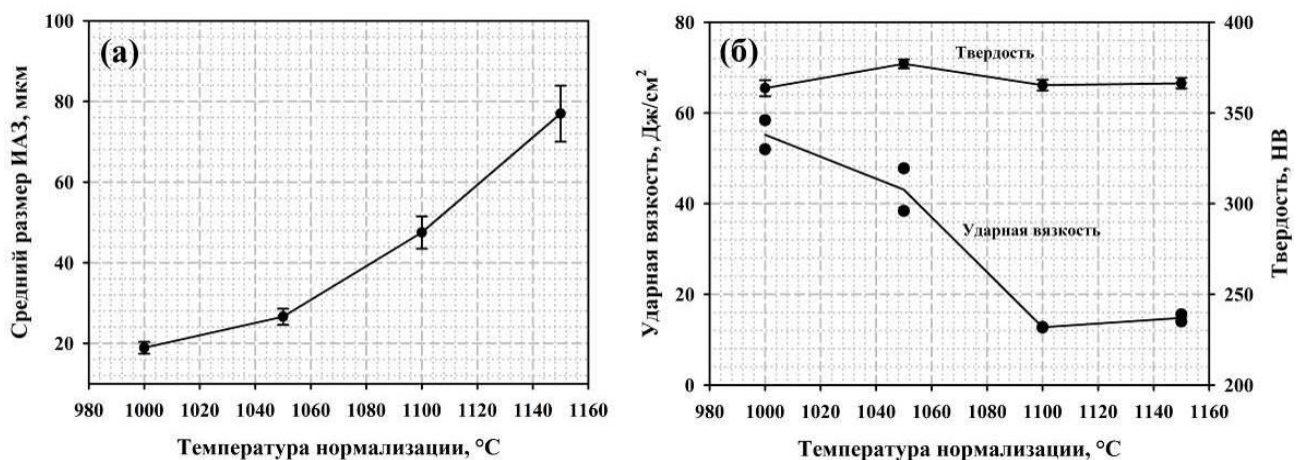 (а)
Средний размер ИАЗ, мкм
100
80
60
40
20
980 1000 1020 1040 1060 1080 1100 1120 1140 1160
Температура нормализации, °C
(б)
Ударная вязкость, Дж/см²
80
60
40
20
0
Твердость
Ударная вязкость
400
350
300
250
200
Твердость, НВ
980 1000 1020 1040 1060 1080 1100 1120 1140 1160
Температура нормализации, °C